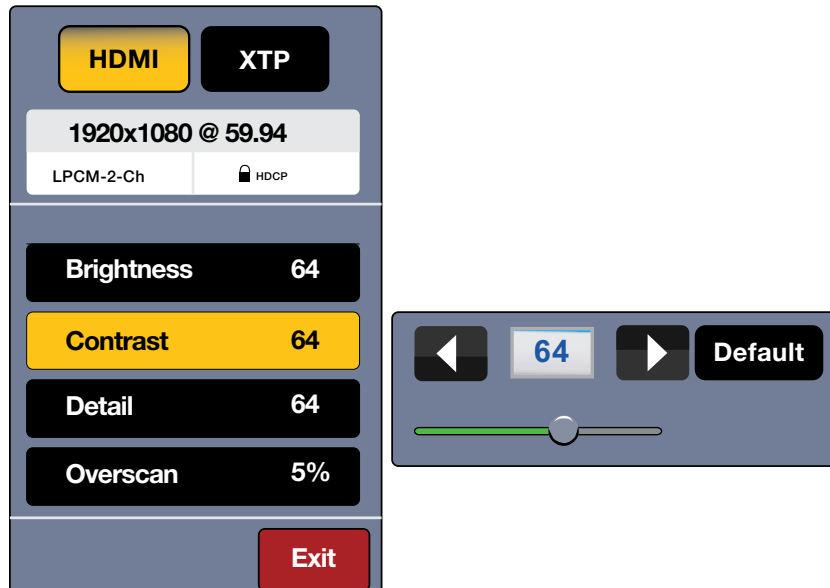 HDMI XTP
1920x1080 @ 59.94
LPCM-2-Ch HDCP
Brightness 64
Contrast 64
Detail 64
Overscan 5%
Exit
64 Default